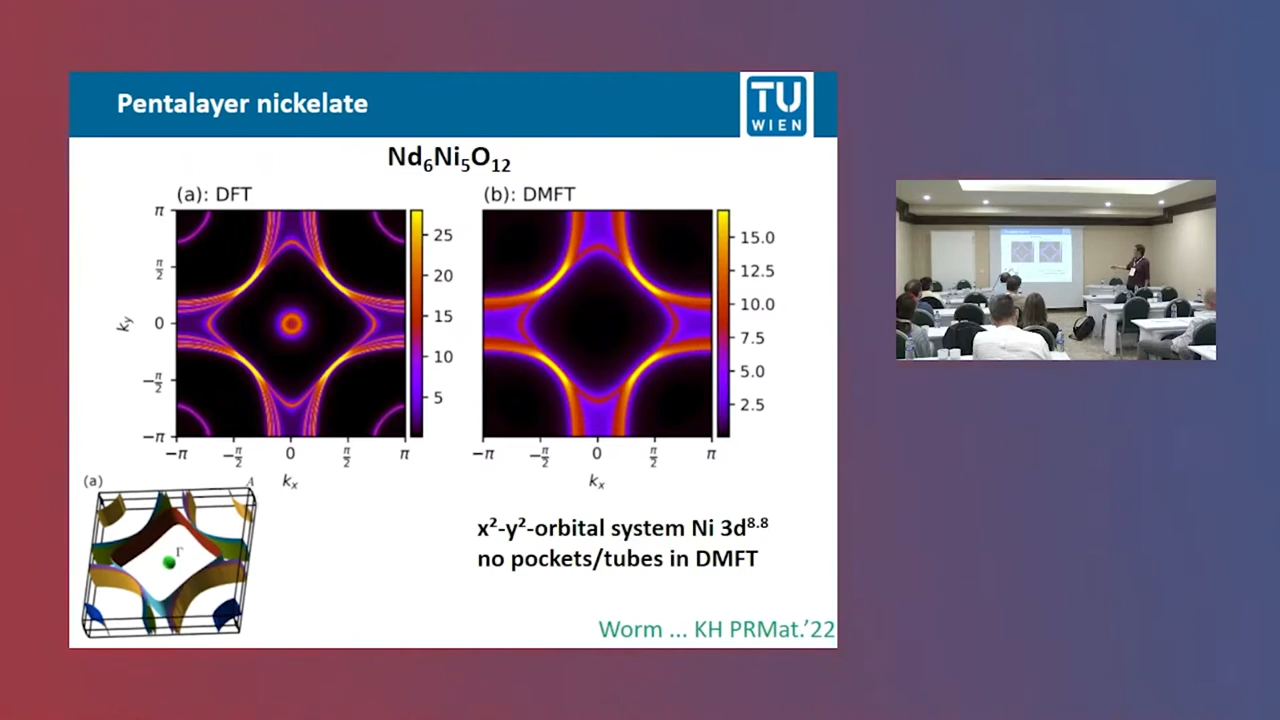 Pentalayer nickelate
TU
WIEN
Nd₆Ni₅O₁₂
(a): DFT
(b): DMFT
π
π/2
0
−π/2
−π
k_y
−π −π/2 0 π/2 π
k_x
25
20
15
10
5
−π −π/2 0 π/2 π
k_x
15.0
12.5
10.0
7.5
5.0
2.5
(a)
A
Γ
x²-y²-orbital system Ni 3d⁸·⁸
no pockets/tubes in DMFT
Worm ... KH PRMat.'22